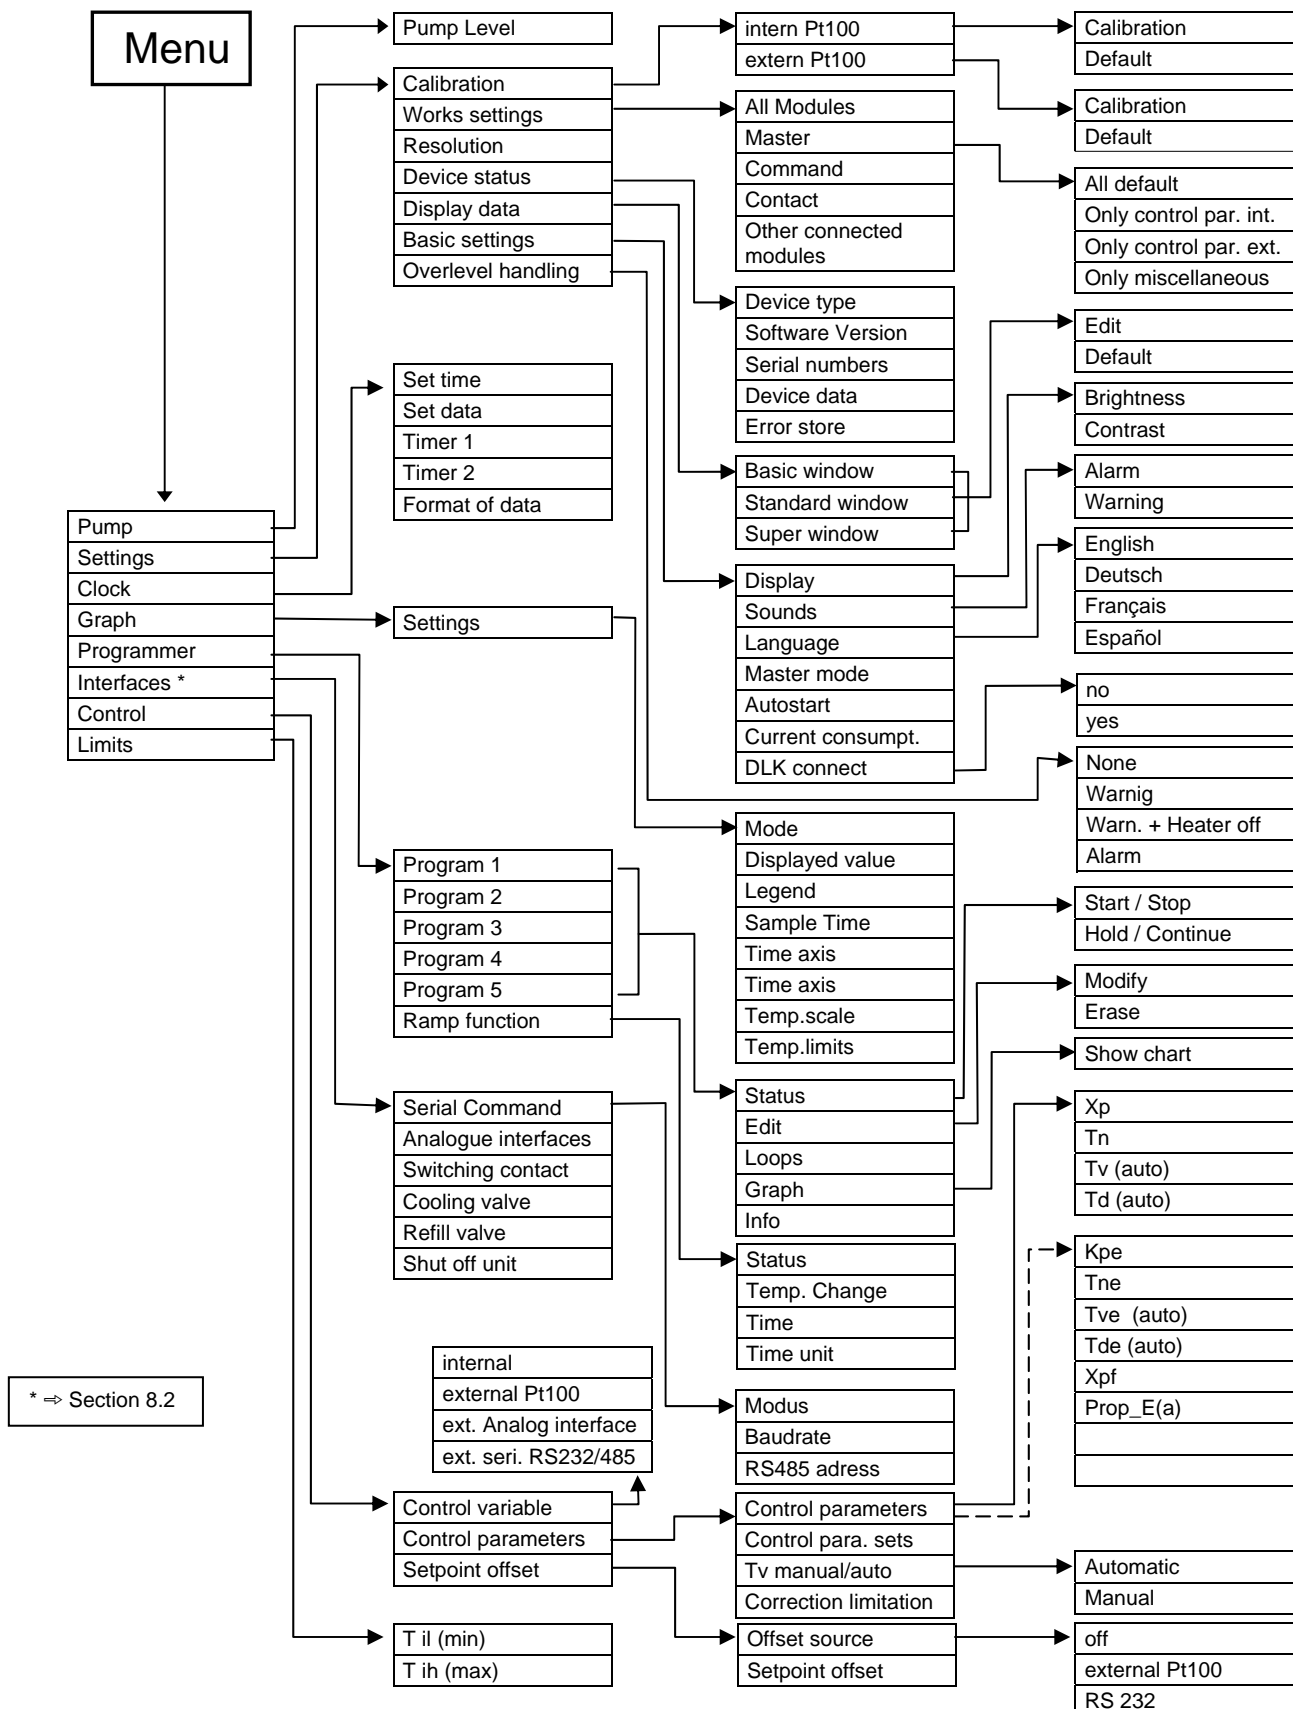 Menu
Pump
Settings
Clock
Graph
Programmer
Interfaces *
Control
Limits
* ⇨ Section 8.2
Pump Level
Calibration
Works settings
Resolution
Device status
Display data
Basic settings
Overlevel handling
Set time
Set data
Timer 1
Timer 2
Format of data
Settings
Program 1
Program 2
Program 3
Program 4
Program 5
Ramp function
Serial Command
Analogue interfaces
Switching contact
Cooling valve
Refill valve
Shut off unit
internal
external Pt100
ext. Analog interface
ext. seri. RS232/485
Control variable
Control parameters
Setpoint offset
T il (min)
T ih (max)
intern Pt100
extern Pt100
All Modules
Master
Command
Contact
Other connected
modules
Device type
Software Version
Serial numbers
Device data
Error store
Basic window
Standard window
Super window
Display
Sounds
Language
Master mode
Autostart
Current consumpt.
DLK connect
Mode
Displayed value
Legend
Sample Time
Time axis
Time axis
Temp.scale
Temp.limits
Status
Edit
Loops
Graph
Info
Status
Temp. Change
Time
Time unit
Modus
Baudrate
RS485 adress
Control parameters
Control para. sets
Tv manual/auto
Correction limitation
Offset source
Setpoint offset
Calibration
Default
Calibration
Default
All default
Only control par. int.
Only control par. ext.
Only miscellaneous
Edit
Default
Brightness
Contrast
Alarm
Warning
English
Deutsch
Français
Español
no
yes
None
Warnig
Warn. + Heater off
Alarm
Start / Stop
Hold / Continue
Modify
Erase
Show chart
Xp
Tn
Tv (auto)
Td (auto)
Kpe
Tne
Tve (auto)
Tde (auto)
Xpf
Prop_E(a)
Automatic
Manual
off
external Pt100
RS 232